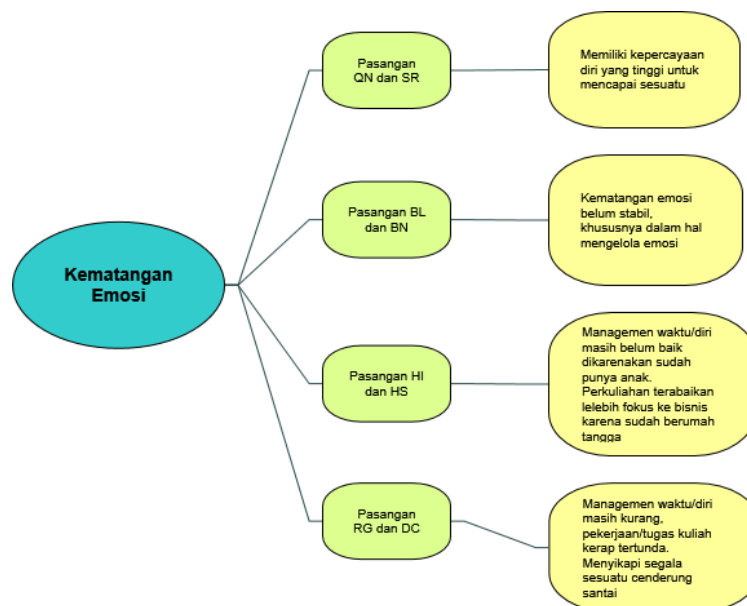 Kematangan
Emosi
Pasangan
QN dan SR
Memiliki kepercayaan
diri yang tinggi untuk
mencapai sesuatu
Pasangan BL
dan BN
Kematangan emosi
belum stabil,
khususnya dalam hal
mengelola emosi
Pasangan HI
dan HS
Managemen waktu/diri
masih belum baik
dikarenakan sudah
punya anak.
Perkuliahan terabaikan
lelebih fokus ke bisnis
karena sudah berumah
tangga
Pasangan
RG dan DC
Managemen waktu/diri
masih kurang,
pekerjaan/tugas kuliah
kerap tertunda.
Menyikapi segala
sesuatu cenderung
santai